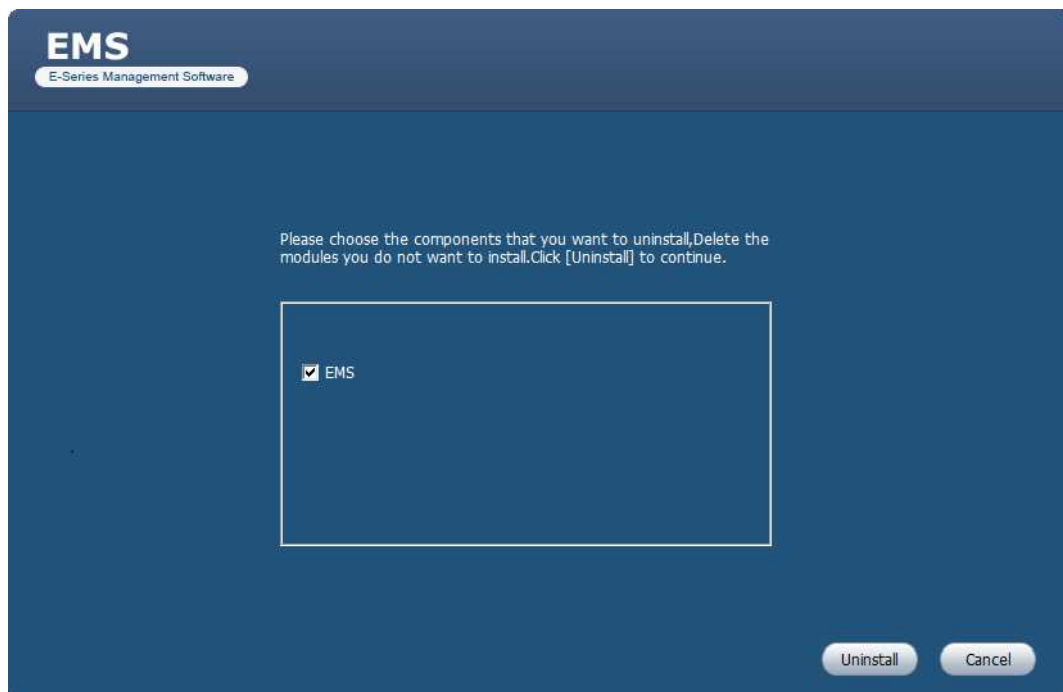 EMS
E-Series Management Software
Please choose the components that you want to uninstall,Delete the
modules you do not want to install.Click [Uninstall] to continue.
EMS
Uninstall
Cancel